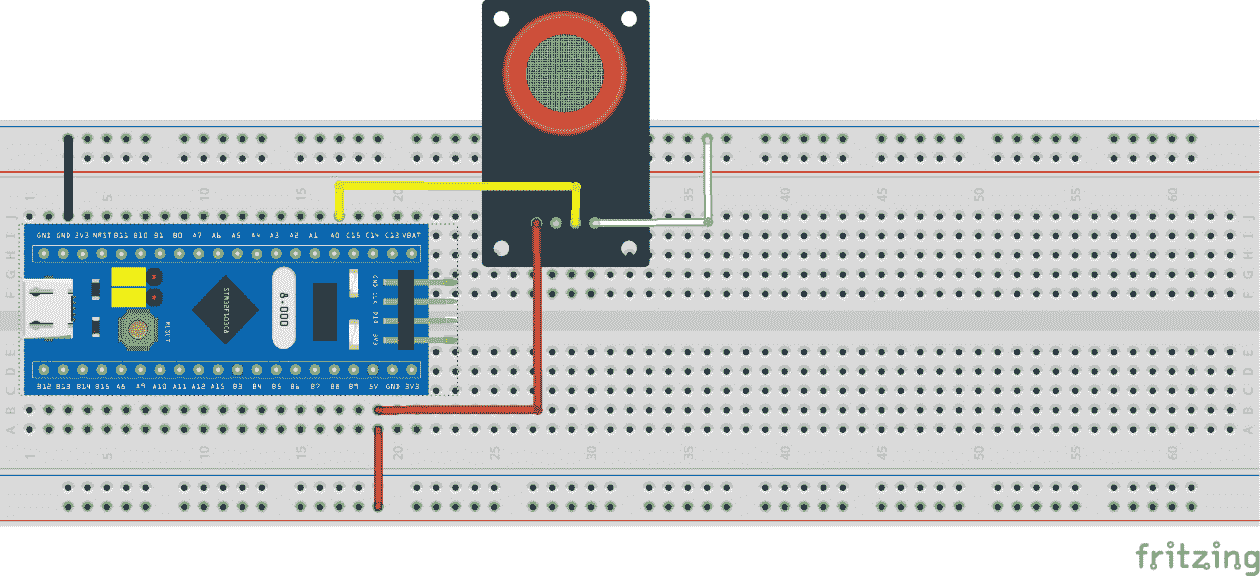 1 5 10 15 20 35 40 45 50 55 60
J J
I I
H H
G G
F F
GND GND 3V3 NRST B11 B10 B1 B0 A7 A6 A5 A4 A3 A2 A1 A0 C15 C14 C13 VBAT
STM32F103C8
8.000
RESET
GND
CLK
DIO
3V3
B12 B13 B14 B15 A8 A9 A10 A11 A12 A15 B3 B4 B5 B6 B7 B8 B9 5V GND 3V3
E E
D D
C C
B B
A A
1 5 10 15 20 25 30 35 40 45 50 55 60
fritzing